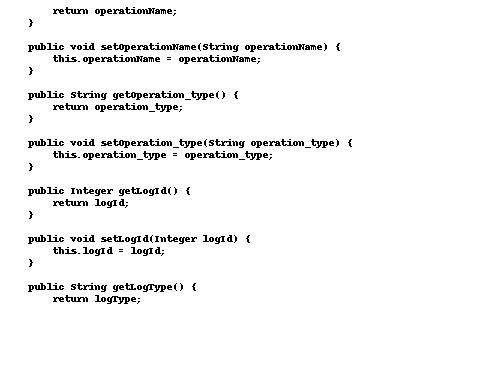 return operationName;
    }

    public void setOperationName(String operationName) {
        this.operationName = operationName;
    }

    public String getOperation_type() {
        return operation_type;
    }

    public void setOperation_type(String operation_type) {
        this.operation_type = operation_type;
    }

    public Integer getLogId() {
        return logId;
    }

    public void setLogId(Integer logId) {
        this.logId = logId;
    }

    public String getLogType() {
        return logType;